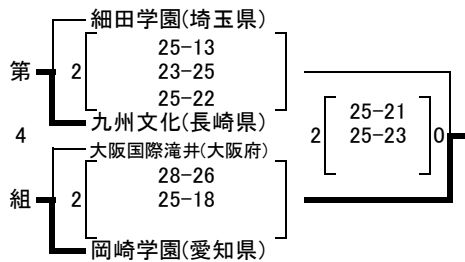 細田学園(埼玉県)
第 2 25-13
23-25
25-22
九州文化(長崎県)
4
2 25-21 0
25-23
大阪国際滝井(大阪府)
組 2 28-26
25-18
岡崎学園(愛知県)